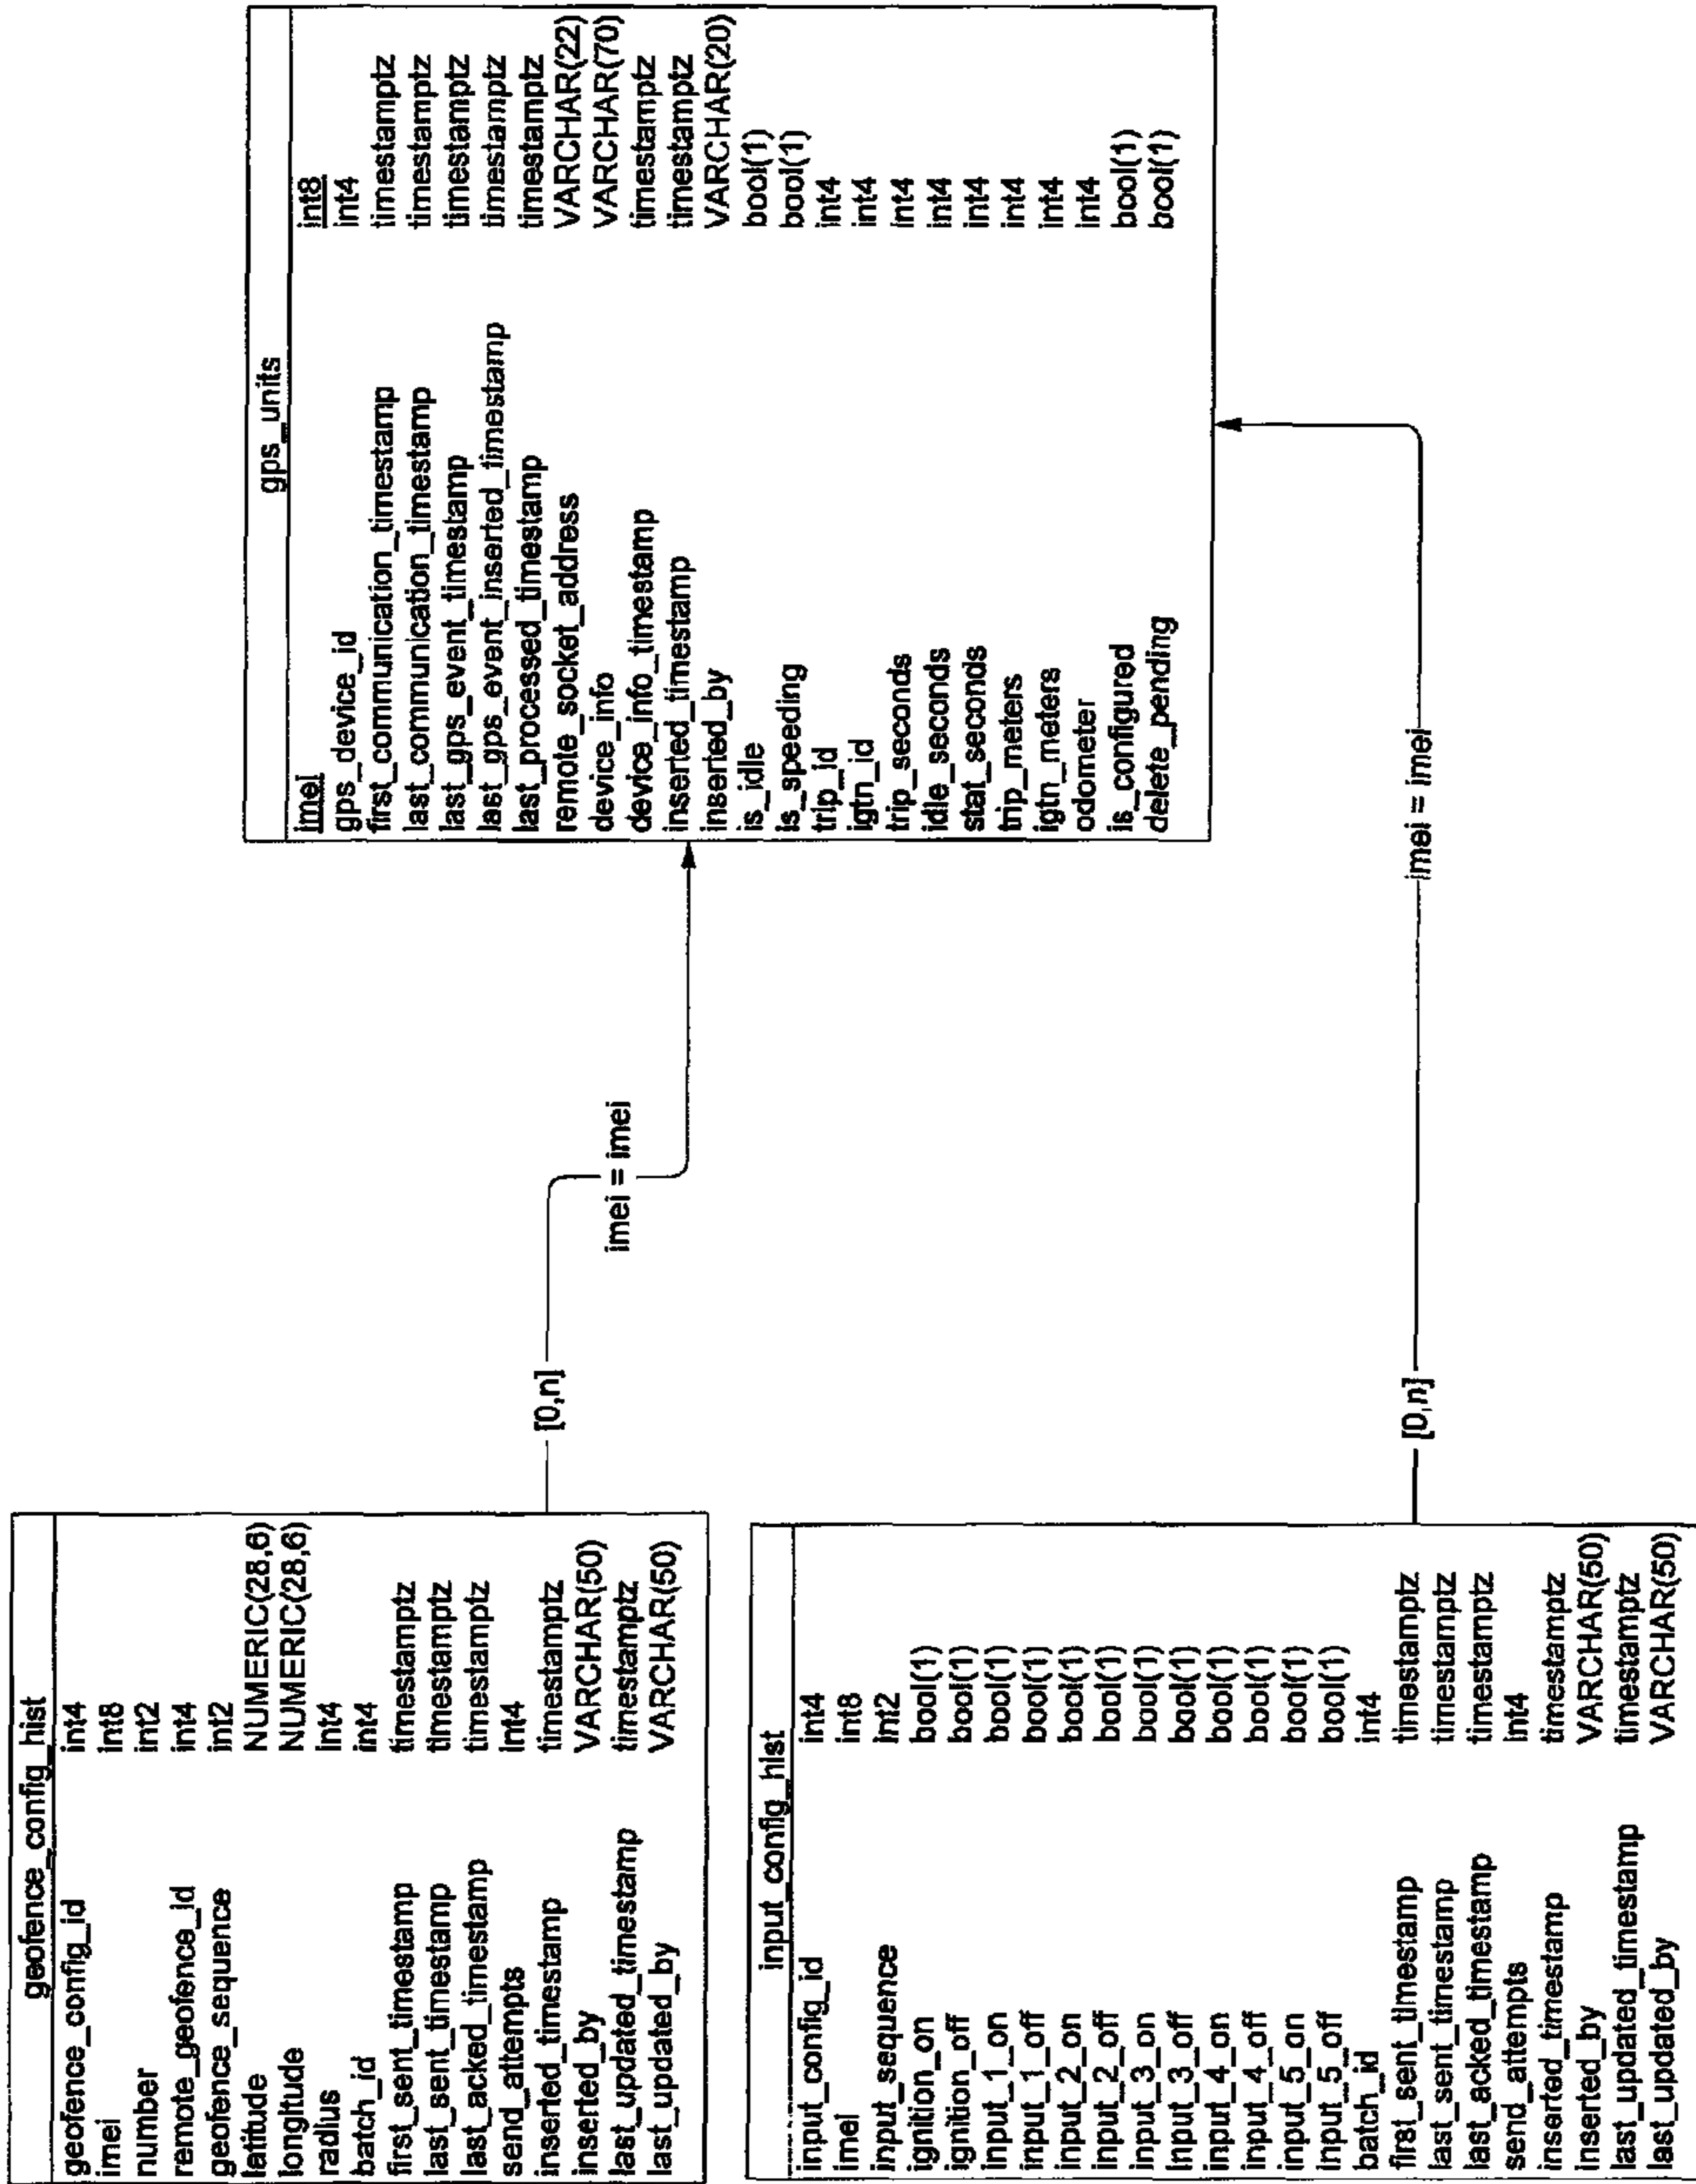 geofence_config_hist
geofence_config_id int4
imei int8
number int2
remote_geofence_id int4
geofence_sequence int2
latitude NUMERIC(28,6)
longitude NUMERIC(28,6)
radius int4
batch_id int4
first_sent_timestamp timestamptz
last_sent_timestamp timestamptz
last_acked_timestamp timestamptz
send_attempts int4
inserted_timestamp timestamptz
inserted_by VARCHAR(50)
last_updated_timestamp timestamptz
last_updated_by VARCHAR(50)
[0,n]
imei = imei
gps_units
imei int8
gps_device_id int4
first_communication_timestamp timestamptz
last_communication_timestamp timestamptz
last_gps_event_timestamp timestamptz
last_gps_event_inserted_timestamp timestamptz
last_processed_timestamp timestamptz
remote_socket_address VARCHAR(22)
device_info VARCHAR(70)
device_info_timestamp timestamptz
inserted_timestamp timestamptz
inserted_by VARCHAR(20)
is_idle bool(1)
is_speeding bool(1)
trip_id int4
igtn_id int4
trip_seconds int4
idle_seconds int4
stat_seconds int4
trip_meters int4
igtn_meters int4
odometer int4
is_configured bool(1)
delete_pending bool(1)
input_config_hist
input_config_id int4
imei int8
input_sequence int2
ignition_on bool(1)
ignition_off bool(1)
input_1_on bool(1)
input_1_off bool(1)
input_2_on bool(1)
input_2_off bool(1)
input_3_on bool(1)
input_3_off bool(1)
input_4_on bool(1)
input_4_off bool(1)
input_5_on bool(1)
input_5_off bool(1)
batch_id int4
first_sent_timestamp timestamptz
last_sent_timestamp timestamptz
last_acked_timestamp timestamptz
send_attempts int4
inserted_timestamp timestamptz
inserted_by VARCHAR(50)
last_updated_timestamp timestamptz
last_updated_by VARCHAR(50)
[0,n]
imei = imei